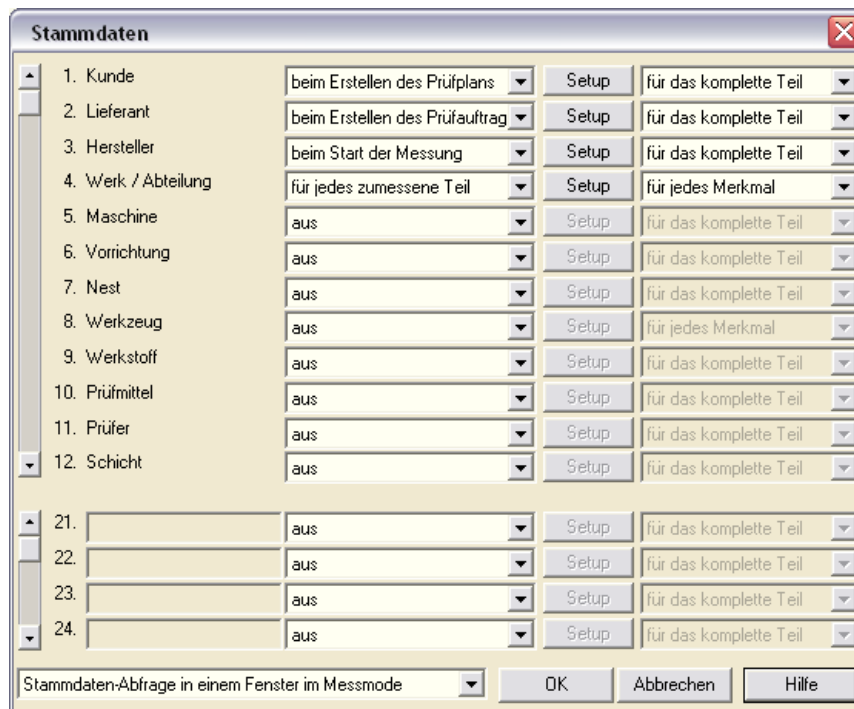 Stammdaten
1. Kunde beim Erstellen des Prüfplans Setup für das komplette Teil
2. Lieferant beim Erstellen des Prüfauftrag Setup für das komplette Teil
3. Hersteller beim Start der Messung Setup für das komplette Teil
4. Werk / Abteilung für jedes zumessene Teil Setup für jedes Merkmal
5. Maschine aus Setup für das komplette Teil
6. Vorrichtung aus Setup für das komplette Teil
7. Nest aus Setup für das komplette Teil
8. Werkzeug aus Setup für jedes Merkmal
9. Werkstoff aus Setup für das komplette Teil
10. Prüfmittel aus Setup für das komplette Teil
11. Prüfer aus Setup für das komplette Teil
12. Schicht aus Setup für das komplette Teil
21. aus Setup für das komplette Teil
22. aus Setup für das komplette Teil
23. aus Setup für das komplette Teil
24. aus Setup für das komplette Teil
Stammdaten-Abfrage in einem Fenster im Messmode OK Abbrechen Hilfe